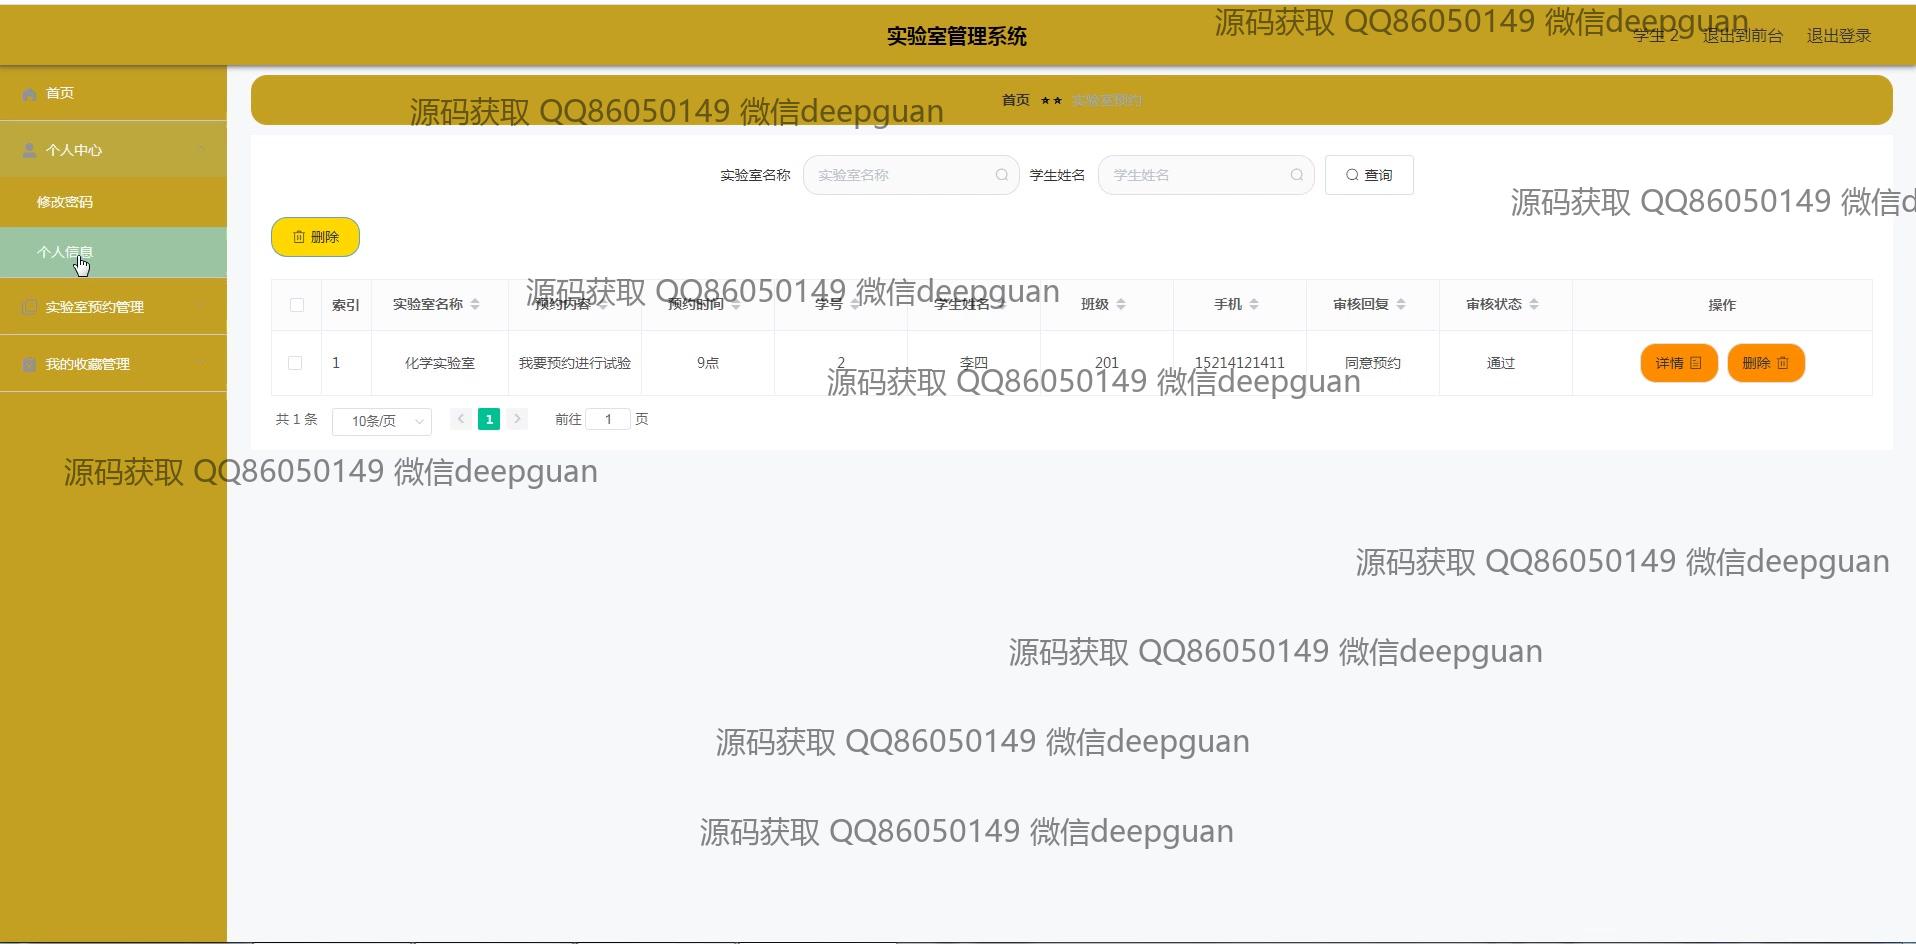 实验室管理系统
源码获取 QQ86050149 微信deepguan
学生 2 退出到前台 退出登录
首页
个人中心
修改密码
个人信息
实验室预约管理
我的收藏管理
首页 ★★ 实验室预约
源码获取 QQ86050149 微信deepguan
实验室名称 实验室名称 学生姓名 学生姓名 查询
源码获取 QQ86050149 微信d
删除
源码获取 QQ86050149 微信deepguan
索引 实验室名称 预约内容 预约时间 学号 学生姓名 班级 手机 审核回复 审核状态 操作
1 化学实验室 我要预约进行试验 9点 2 李四 201 15214121411 同意预约 通过 详情 删除
源码获取 QQ86050149 微信deepguan
共 1 条 10条/页 1 前往 1 页
源码获取 QQ86050149 微信deepguan
源码获取 QQ86050149 微信deepguan
源码获取 QQ86050149 微信deepguan
源码获取 QQ86050149 微信deepguan
源码获取 QQ86050149 微信deepguan